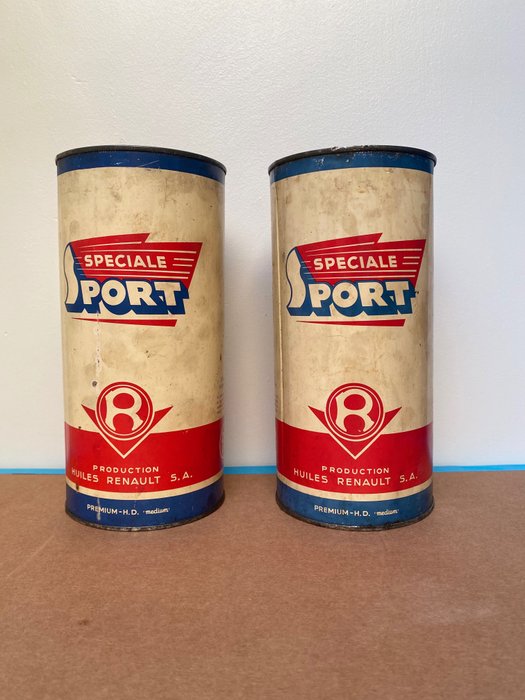 SPECIALE
SPORT
R
PRODUCTION
HUILES RENAULT S.A.
PREMIUM-H.D. -medium-
SPECIALE
SPORT
R
PRODUCTION
HUILES RENAULT S.A.
PREMIUM-H.D. -medium-